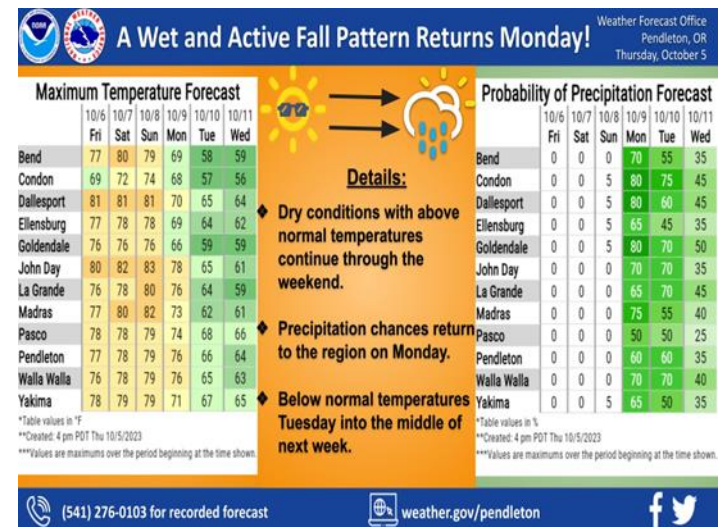 NOAA
NATIONAL WEATHER SERVICE
A Wet and Active Fall Pattern Returns Monday!
Weather Forecast Office
Pendleton, OR
Thursday, October 5
Maximum Temperature Forecast
10/6 10/7 10/8 10/9 10/10 10/11
Fri Sat Sun Mon Tue Wed
Bend 77 80 79 69 58 59
Condon 69 72 74 68 57 56
Dallesport 81 81 81 70 65 64
Ellensburg 77 78 78 69 64 62
Goldendale 76 76 76 66 59 59
John Day 80 82 83 78 65 61
La Grande 76 78 80 76 64 59
Madras 77 80 82 73 62 61
Pasco 78 78 79 74 68 66
Pendleton 77 78 79 76 66 64
Walla Walla 76 78 79 76 65 63
Yakima 78 79 79 71 67 65
*Table values in °F
**Created: 4 pm PDT Thu 10/5/2023
***Values are maximums over the period beginning at the time shown.
Details:
❖ Dry conditions with above
normal temperatures
continue through the
weekend.
❖ Precipitation chances return
to the region on Monday.
❖ Below normal temperatures
Tuesday into the middle of
next week.
Probability of Precipitation Forecast
10/6 10/7 10/8 10/9 10/10 10/11
Fri Sat Sun Mon Tue Wed
Bend 0 0 0 70 55 35
Condon 0 0 5 80 75 45
Dallesport 0 0 5 80 60 45
Ellensburg 0 0 5 65 45 35
Goldendale 0 0 5 80 70 50
John Day 0 0 0 70 70 35
La Grande 0 0 0 65 70 45
Madras 0 0 0 75 55 40
Pasco 0 0 0 50 50 25
Pendleton 0 0 0 60 60 35
Walla Walla 0 0 0 70 70 40
Yakima 0 0 5 65 50 35
*Table values in %
**Created: 4 pm PDT Thu 10/5/2023
***Values are maximums over the period beginning at the time shown.
(541) 276-0103 for recorded forecast
weather.gov/pendleton